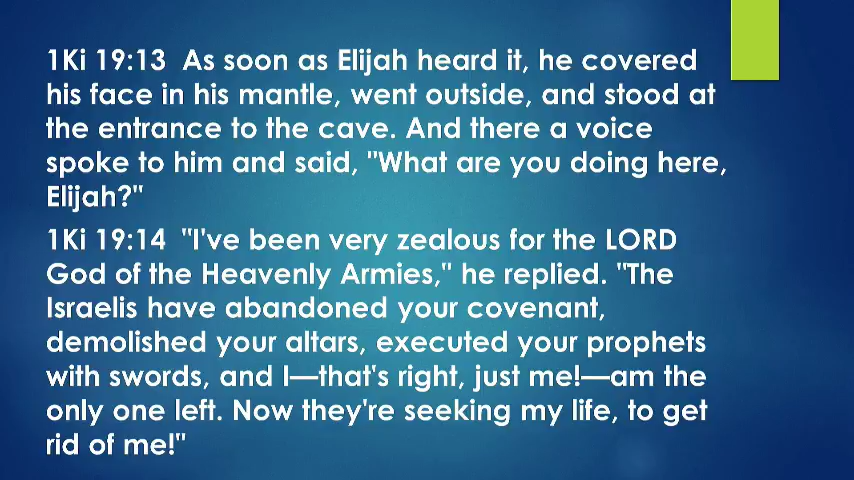 1Ki 19:13  As soon as Elijah heard it, he covered
his face in his mantle, went outside, and stood at
the entrance to the cave. And there a voice
spoke to him and said, "What are you doing here,
Elijah?"
1Ki 19:14  "I've been very zealous for the LORD
God of the Heavenly Armies," he replied. "The
Israelis have abandoned your covenant,
demolished your altars, executed your prophets
with swords, and I—that's right, just me!—am the
only one left. Now they're seeking my life, to get
rid of me!"